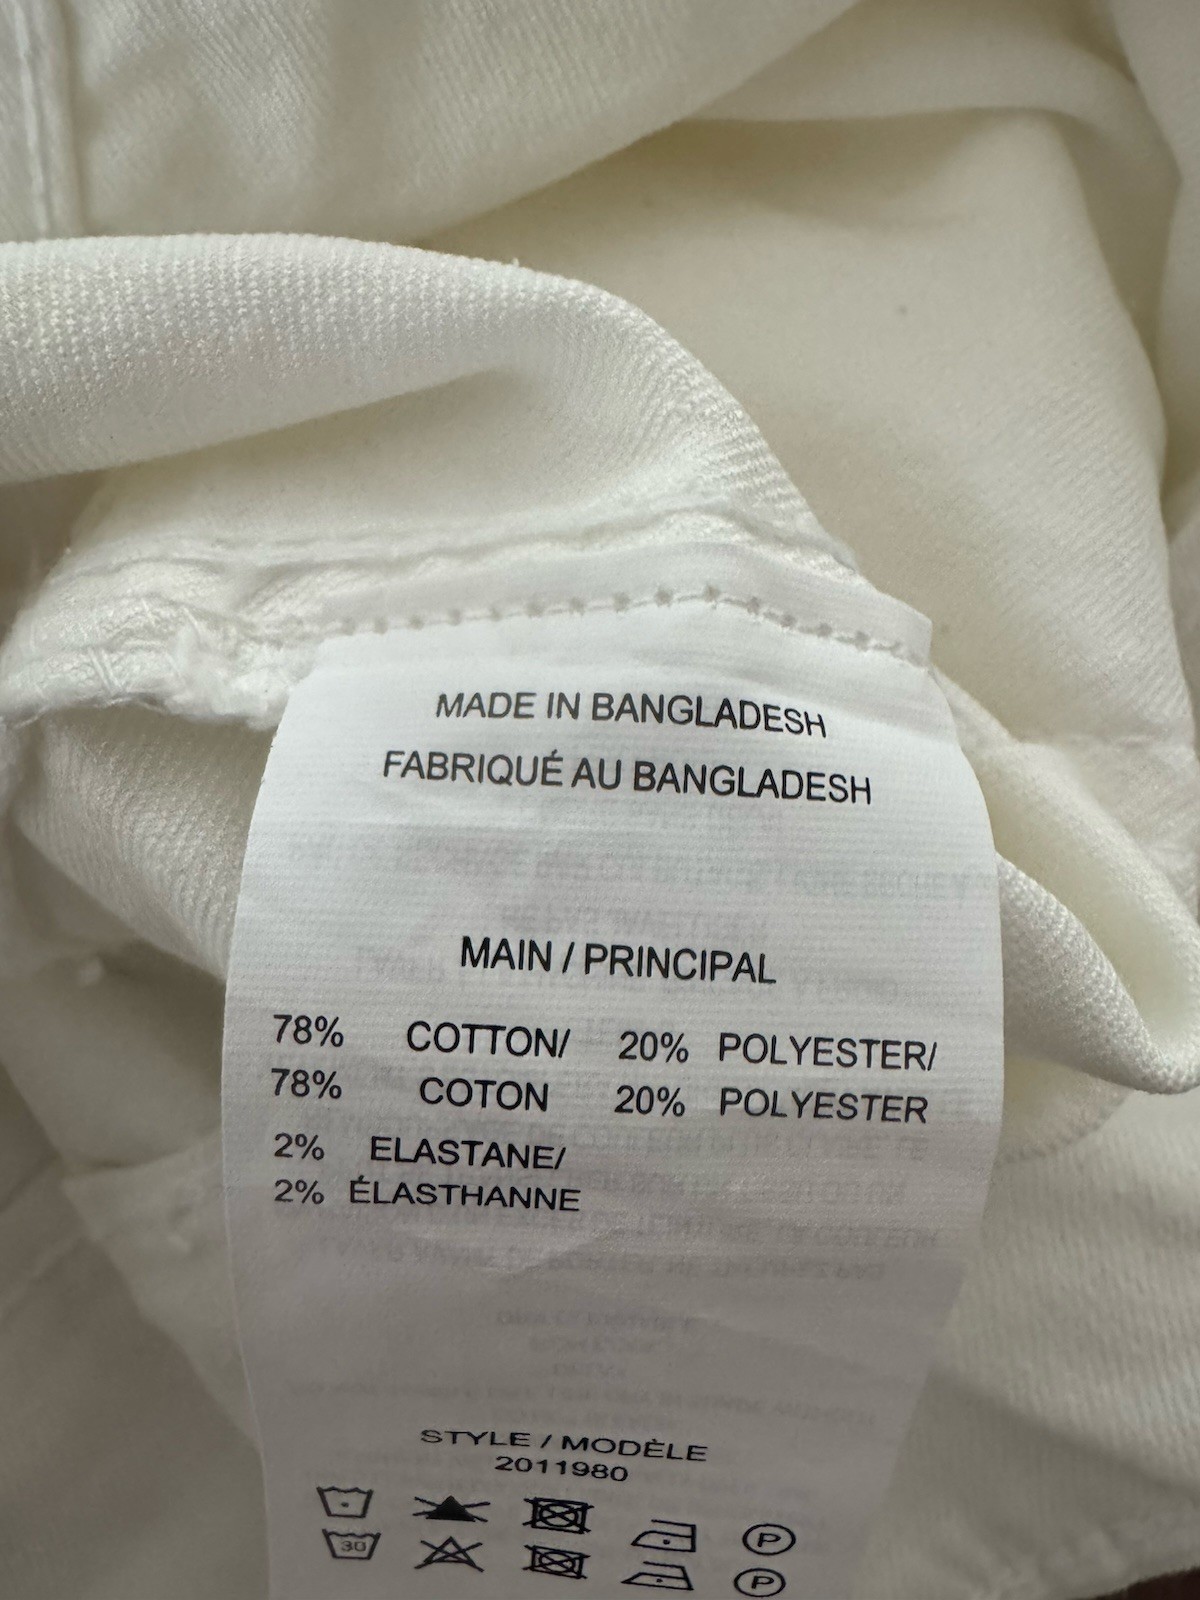 MADE IN BANGLADESH
FABRIQUÉ AU BANGLADESH
MAIN / PRINCIPAL
78% COTTON/ 20% POLYESTER/
78% COTON 20% POLYESTER
2% ELASTANE/
2% ÉLASTHANNE
STYLE / MODÈLE
2011980
P
30 P